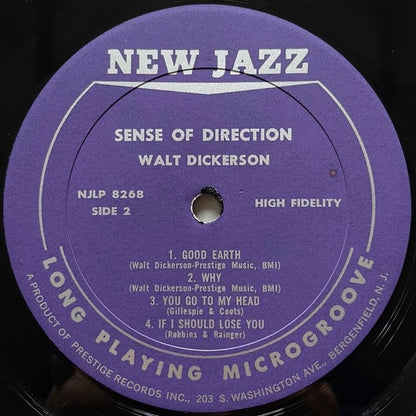 NEW JAZZ
SENSE OF DIRECTION
WALT DICKERSON
NJLP 8268
SIDE 2
HIGH FIDELITY
1. GOOD EARTH
(Walt Dickerson-Prestige Music, BMI)
2. WHY
(Walt Dickerson-Prestige Music, BMI)
3. YOU GO TO MY HEAD
(Gillespie & Coots)
4. IF I SHOULD LOSE YOU
(Robbins & Rainger)
LONG PLAYING MICROGROOVE
A PRODUCT OF PRESTIGE RECORDS INC., 203 S. WASHINGTON AVE., BERGENFIELD, N. J.